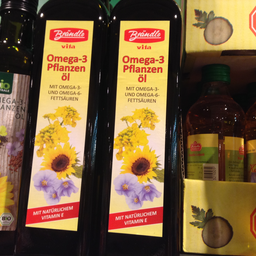 Brändle
vita
Omega-3
Pflanzen
öl
MIT OMEGA-3-
UND OMEGA-6-
FETTSÄUREN
MIT NATÜRLICHEM
VITAMIN E
Brändle
vita
Omega-3
Pflanzen
öl
MIT OMEGA-3-
UND OMEGA-6-
FETTSÄUREN
MIT NATÜRLICHEM
VITAMIN E